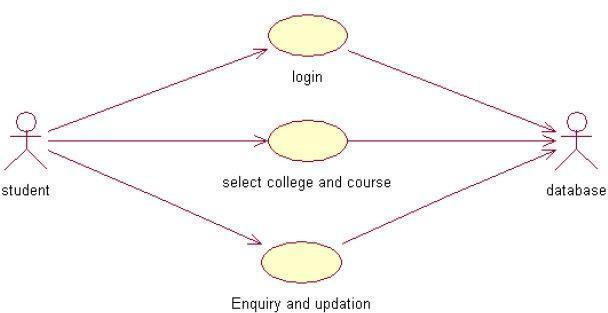 login
student
select college and course
database
Enquiry and updation